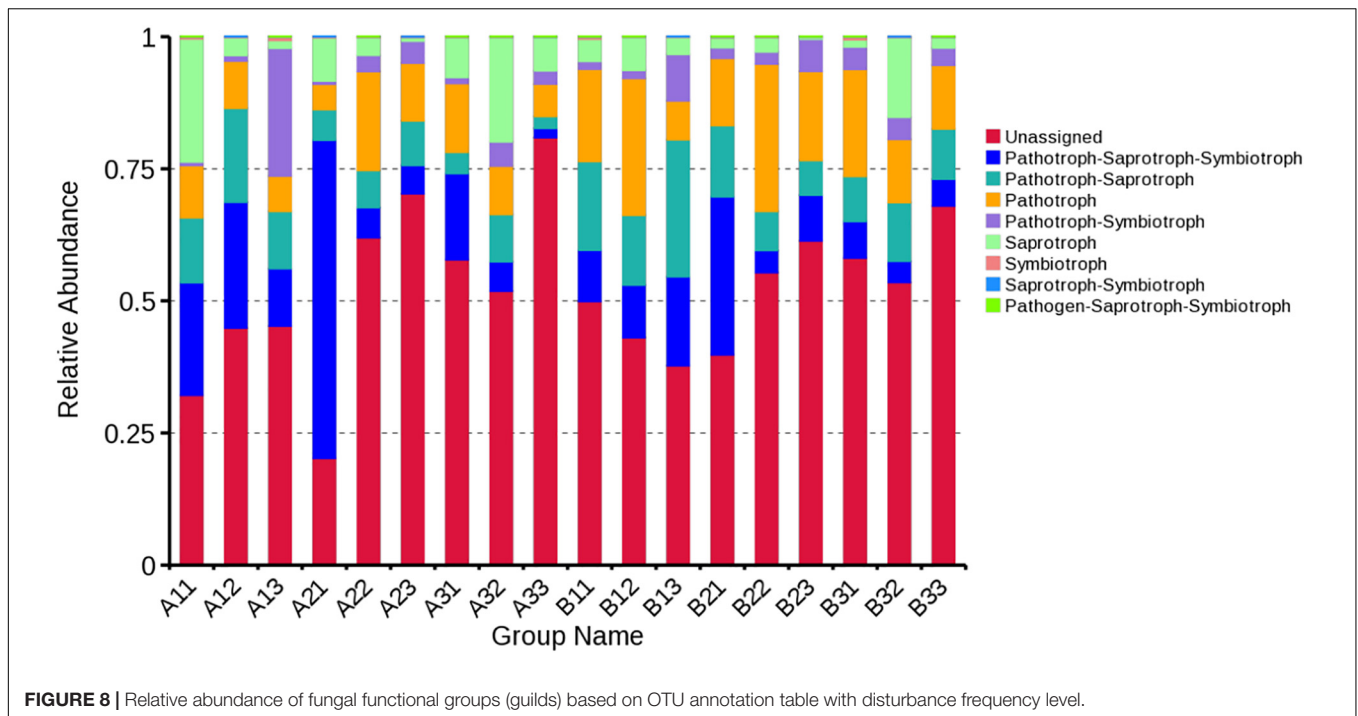 1
0.75
0.5
0.25
0
Relative Abundance
A11 A12 A13 A21 A22 A23 A31 A32 A33 B11 B12 B13 B21 B22 B23 B31 B32 B33
Group Name
Unassigned
Pathotroph-Saprotroph-Symbiotroph
Pathotroph-Saprotroph
Pathotroph
Pathotroph-Symbiotroph
Saprotroph
Symbiotroph
Saprotroph-Symbiotroph
Pathogen-Saprotroph-Symbiotroph
FIGURE 8 | Relative abundance of fungal functional groups (guilds) based on OTU annotation table with disturbance frequency level.